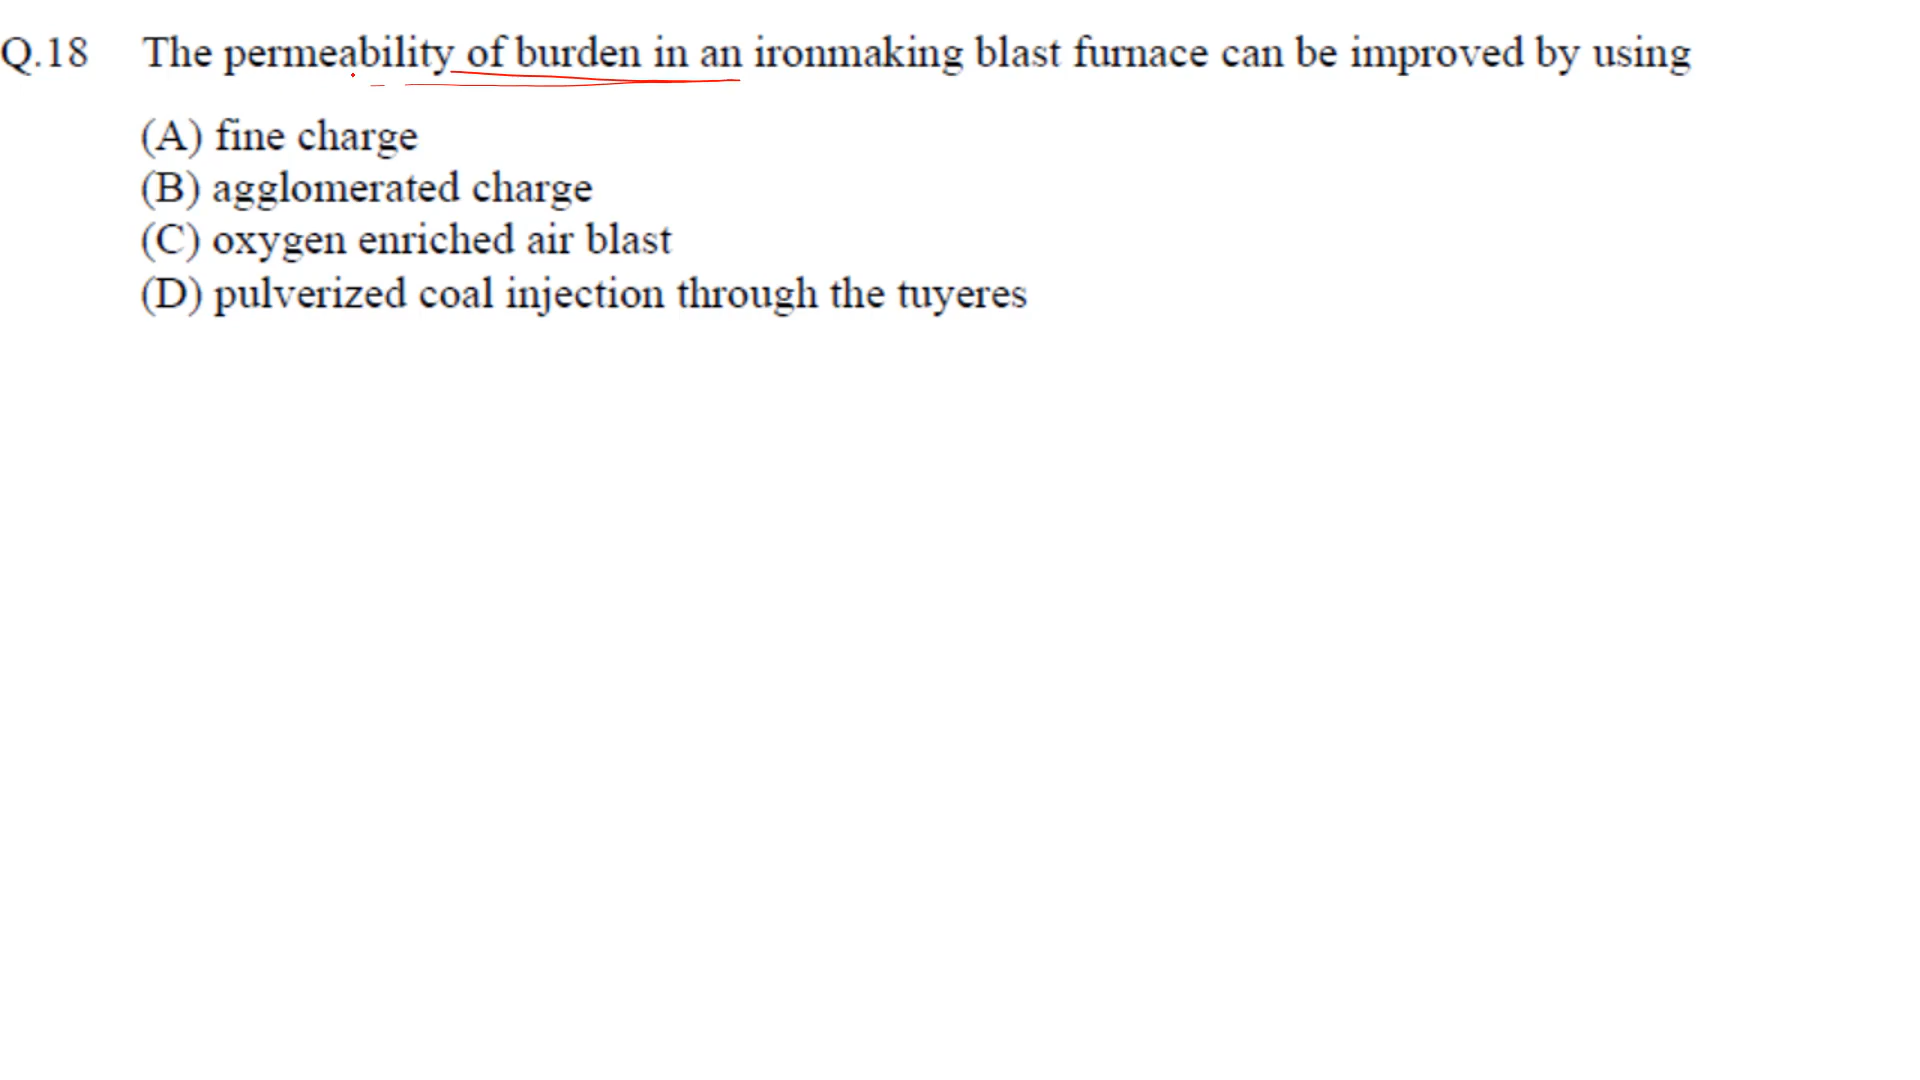 Q.18 The permeability of burden in an ironmaking blast furnace can be improved by using
(A) fine charge
(B) agglomerated charge
(C) oxygen enriched air blast
(D) pulverized coal injection through the tuyeres